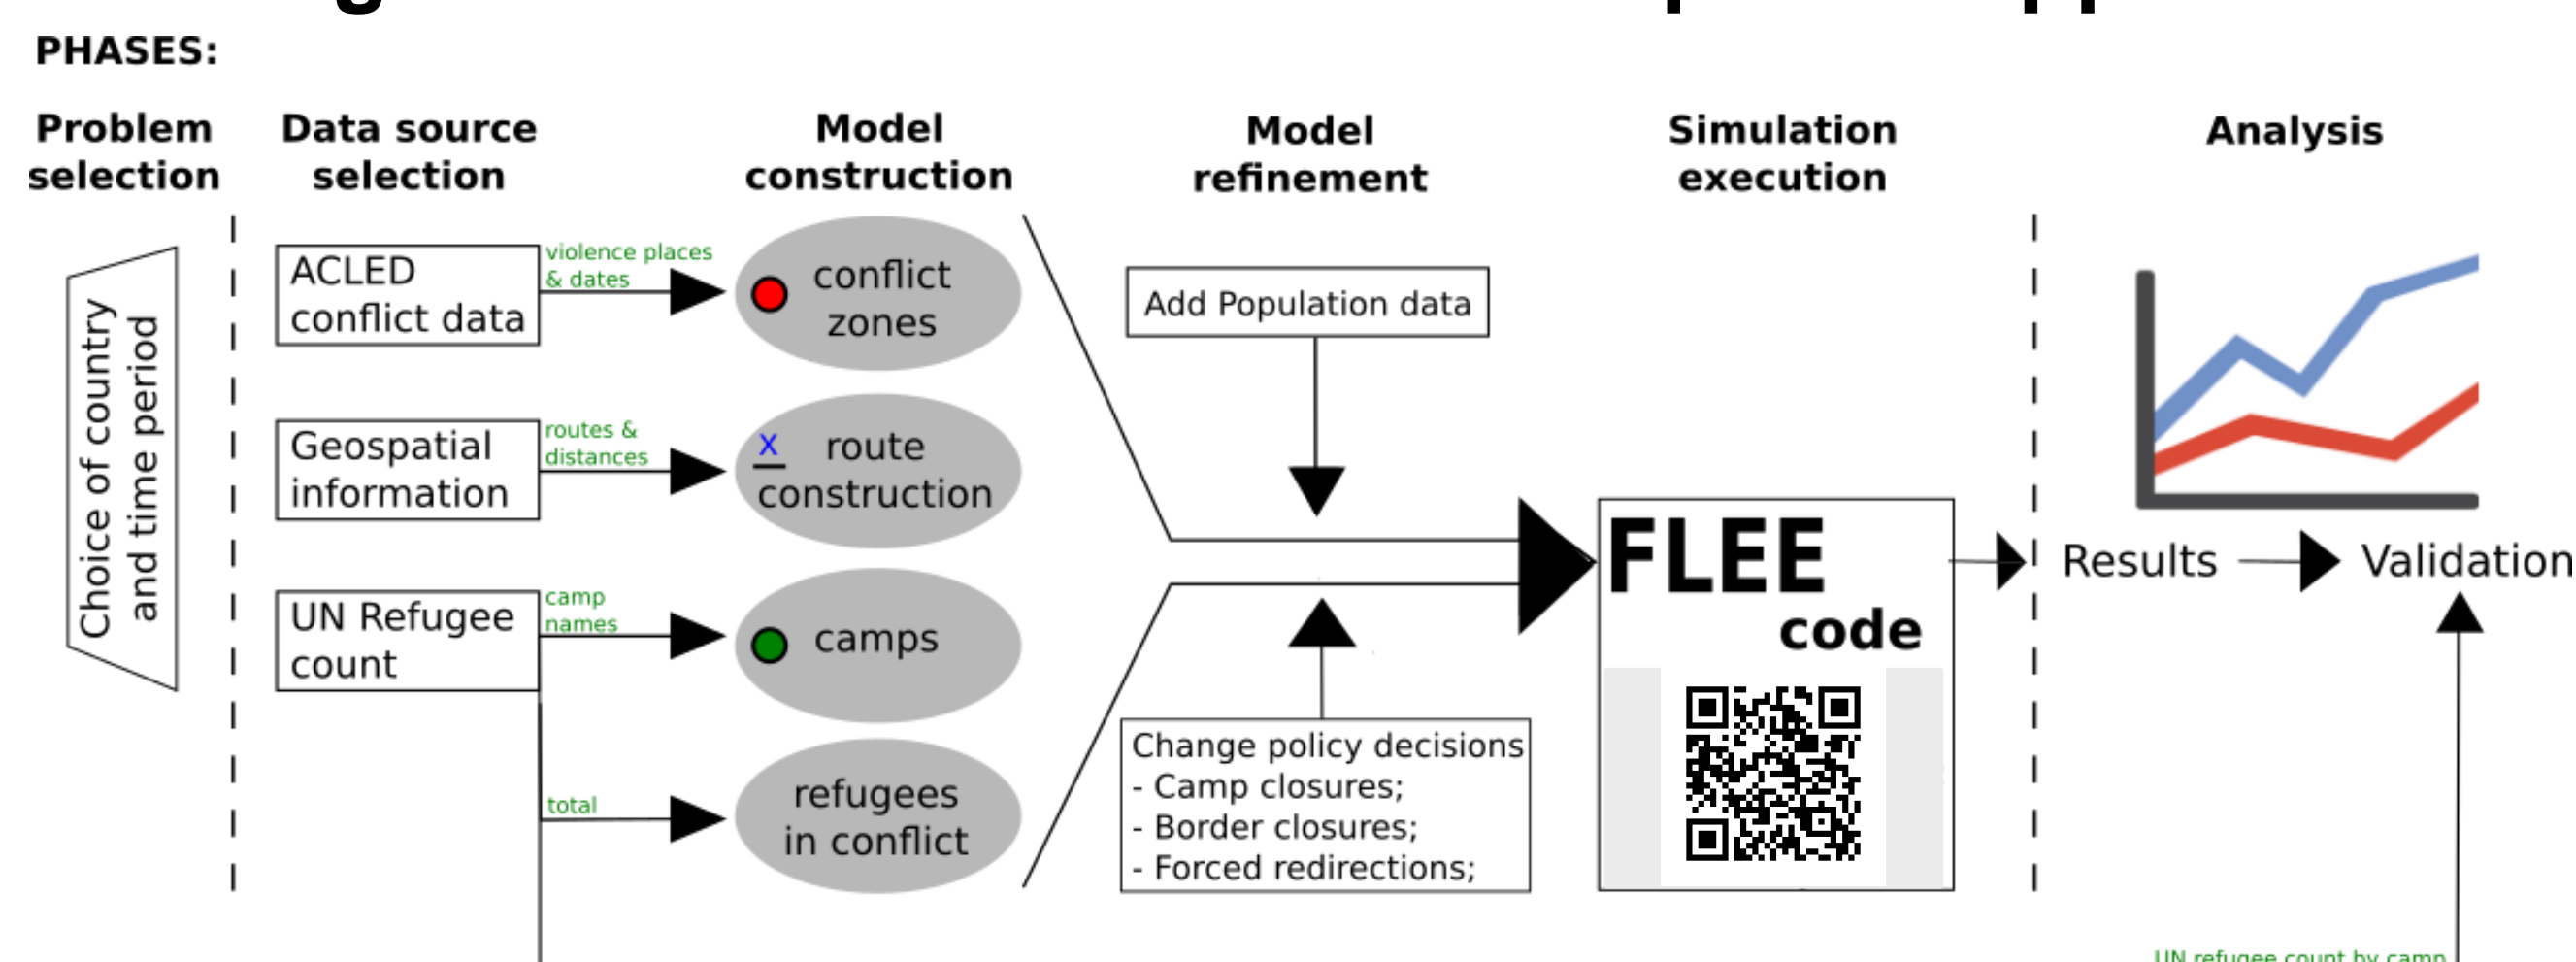 PHASES:
Problem
selection
Data source
selection
Model
construction
Model
refinement
Simulation
execution
Analysis
Choice of country
and time period
ACLED
conflict data
violence places
& dates
conflict
zones
Geospatial
information
routes &
distances
x
route
construction
UN Refugee
count
camp
names
camps
total
refugees
in conflict
Add Population data
Change policy decisions
- Camp closures;
- Border closures;
- Forced redirections;
FLEE
code
Results
Validation
UN refugee count by camp